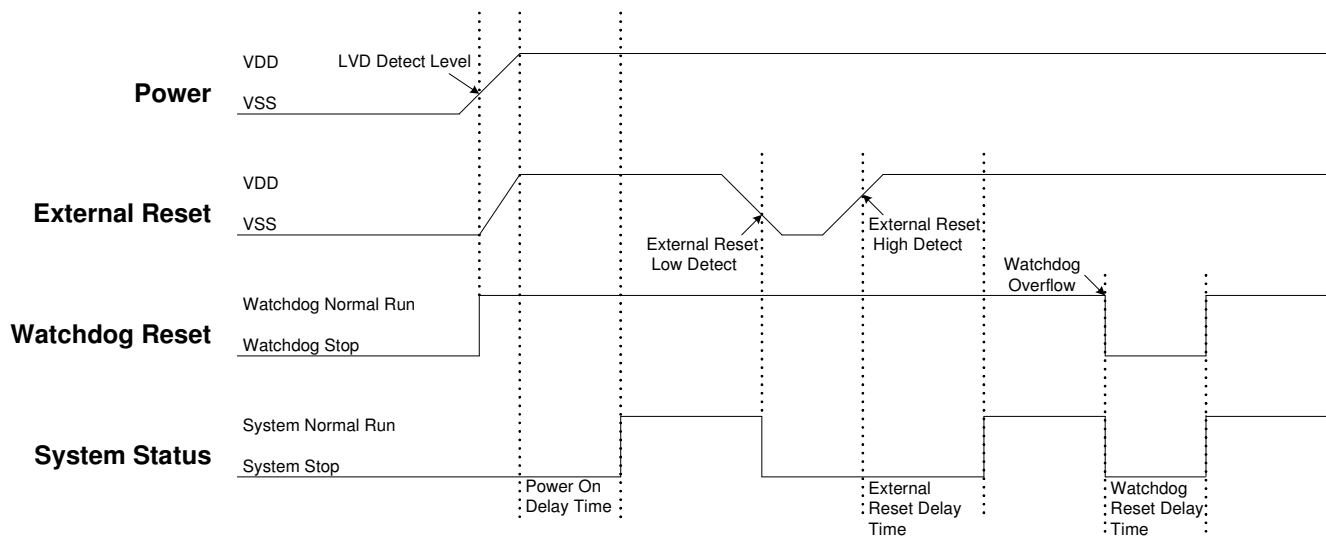 VDD
LVD Detect Level
Power
VSS
VDD
External Reset
VSS
External Reset
Low Detect
External Reset
High Detect
Watchdog
Overflow
Watchdog Normal Run
Watchdog Reset
Watchdog Stop
System Normal Run
System Status
System Stop
Power On
Delay Time
External
Reset Delay
Time
Watchdog
Reset Delay
Time